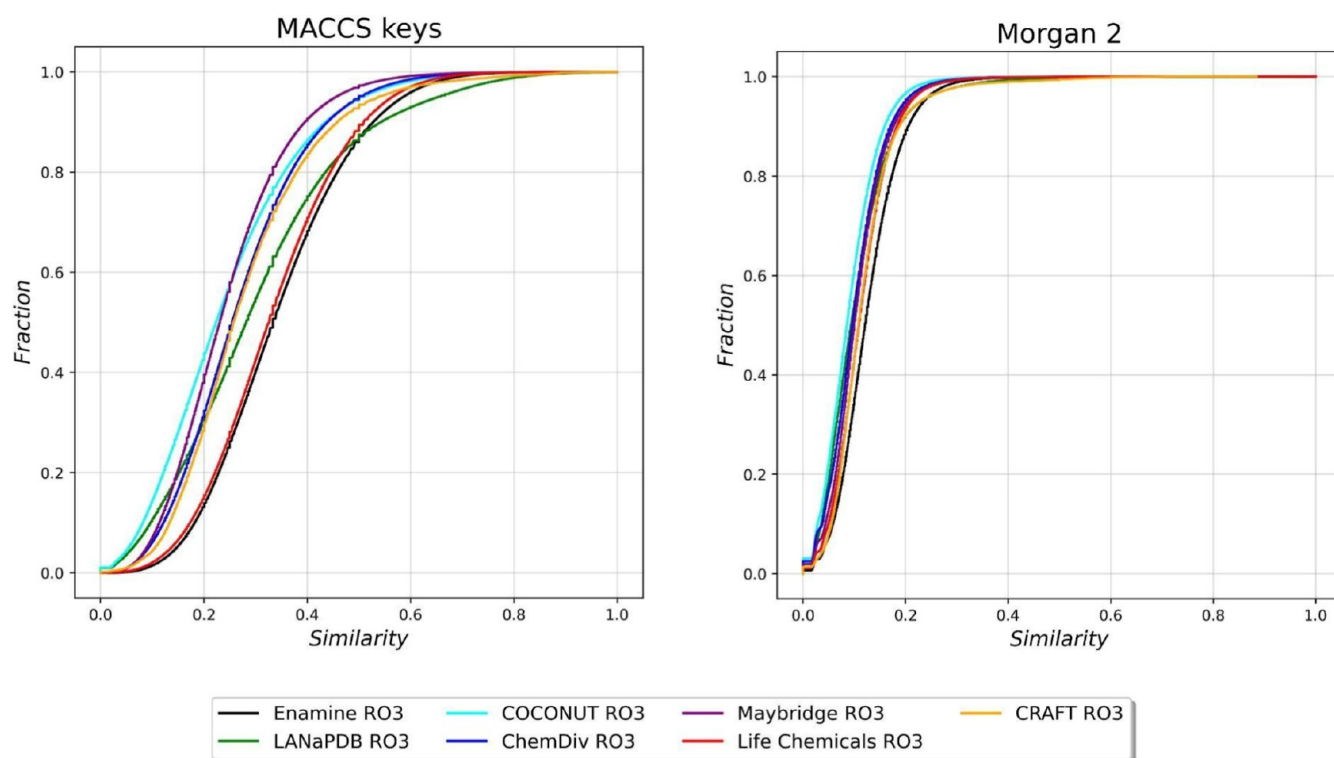 MACCS keys
1.0
0.8
0.6
0.4
0.2
0.0
Fraction
0.0 0.2 0.4 0.6 0.8 1.0
Similarity
Morgan 2
1.0
0.8
0.6
0.4
0.2
0.0
Fraction
0.0 0.2 0.4 0.6 0.8 1.0
Similarity
Enamine RO3 COCONUT RO3 Maybridge RO3 CRAFT RO3
LANaPDB RO3 ChemDiv RO3 Life Chemicals RO3